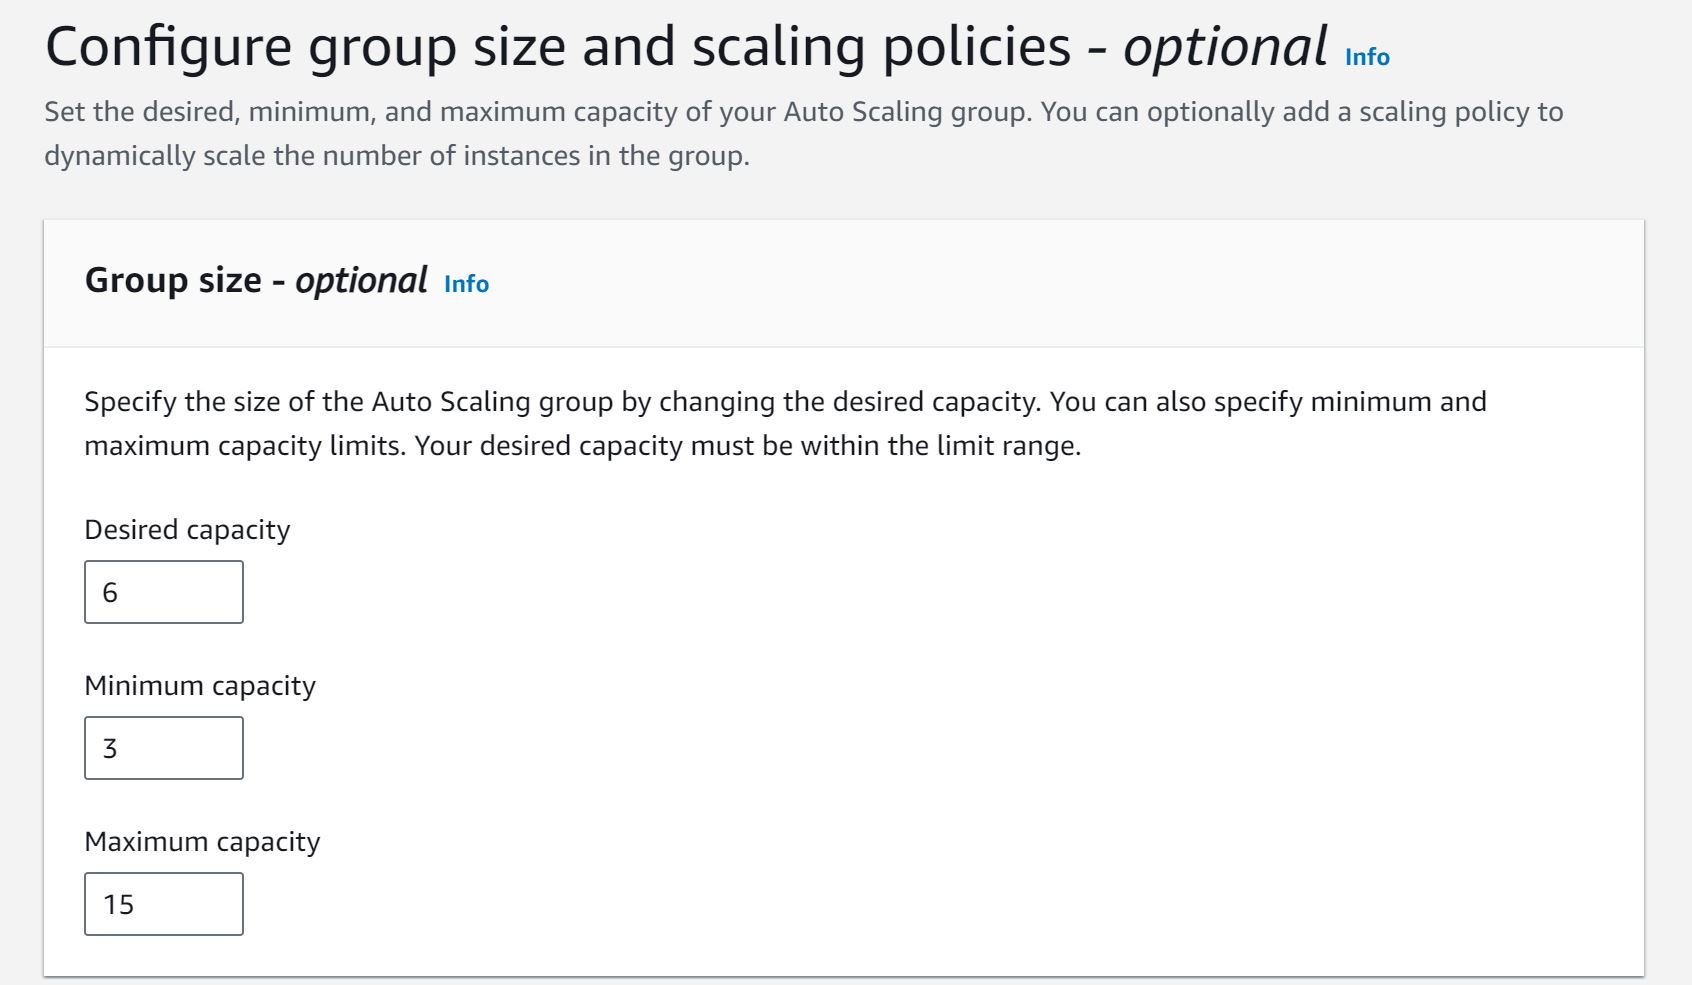 Configure group size and scaling policies - optional Info
Set the desired, minimum, and maximum capacity of your Auto Scaling group. You can optionally add a scaling policy to
dynamically scale the number of instances in the group.
Group size - optional Info
Specify the size of the Auto Scaling group by changing the desired capacity. You can also specify minimum and
maximum capacity limits. Your desired capacity must be within the limit range.
Desired capacity
6
Minimum capacity
3
Maximum capacity
15